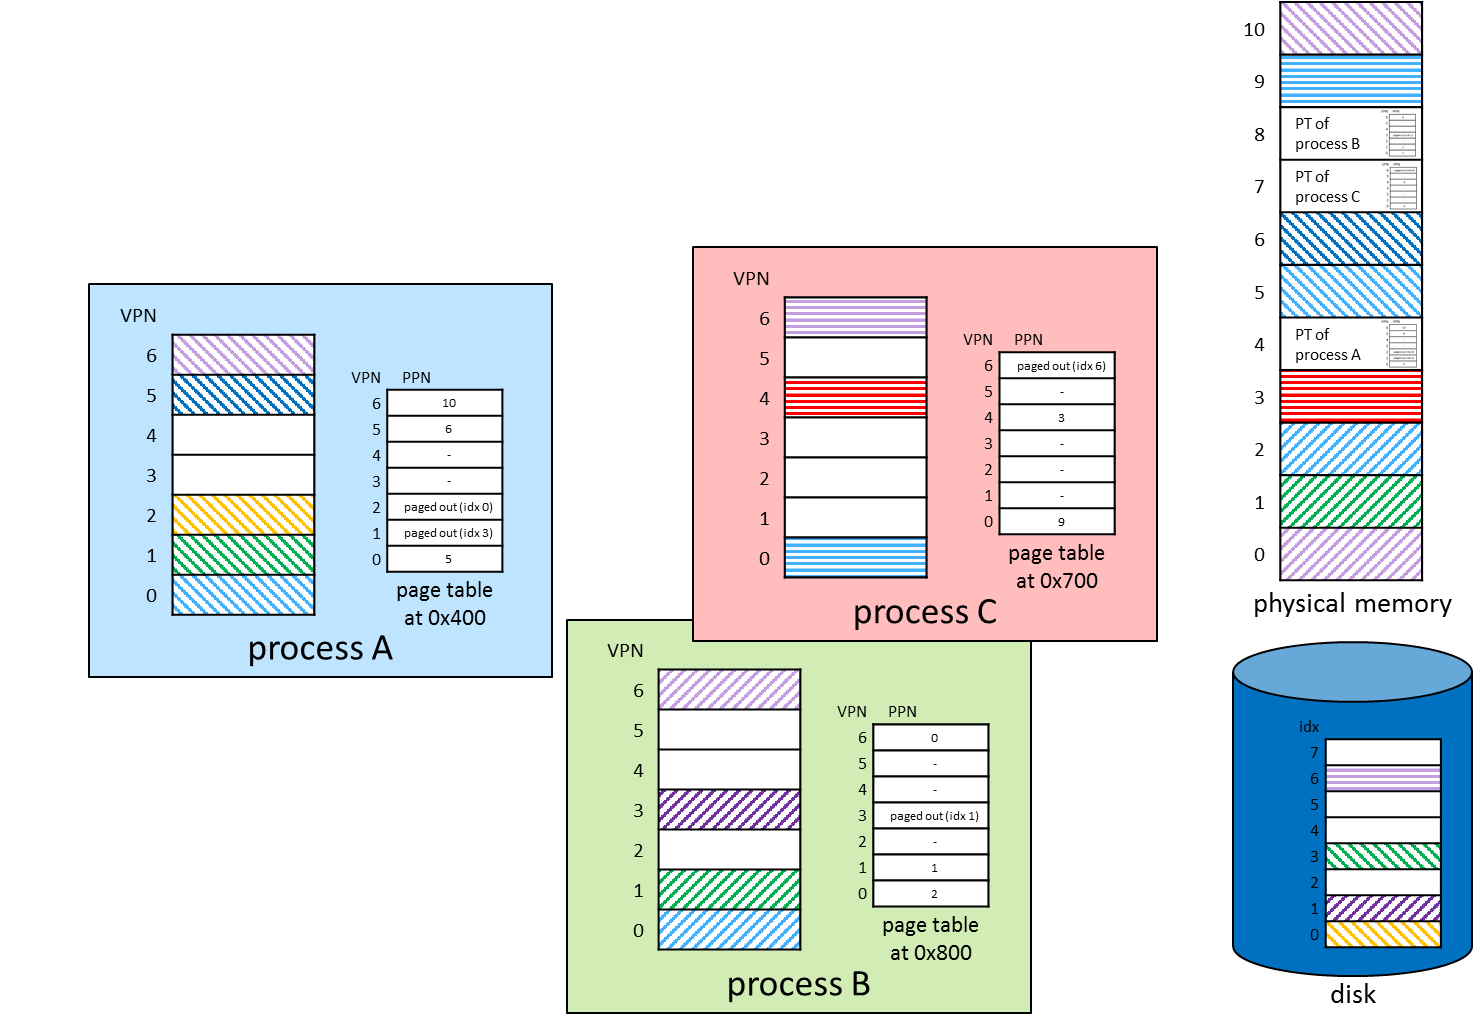 VPN
6
5
4
3
2
1
0
VPN PPN
6 10
5 6
4 -
3 -
2 paged out (idx 0)
1 paged out (idx 3)
0 5
page table
at 0x400
process A
VPN
6
5
4
3
2
1
0
VPN PPN
6 paged out (idx 6)
5 -
4 3
3 -
2 -
1 -
0 9
page table
at 0x700
process C
VPN
6
5
4
3
2
1
0
VPN PPN
6 0
5 -
4 -
3 paged out (idx 1)
2 -
1 1
0 2
page table
at 0x800
process B
10
9
8
PT of
process B
7
PT of
process C
6
5
4
PT of
process A
3
2
1
0
physical memory
idx
7
6
5
4
3
2
1
0
disk